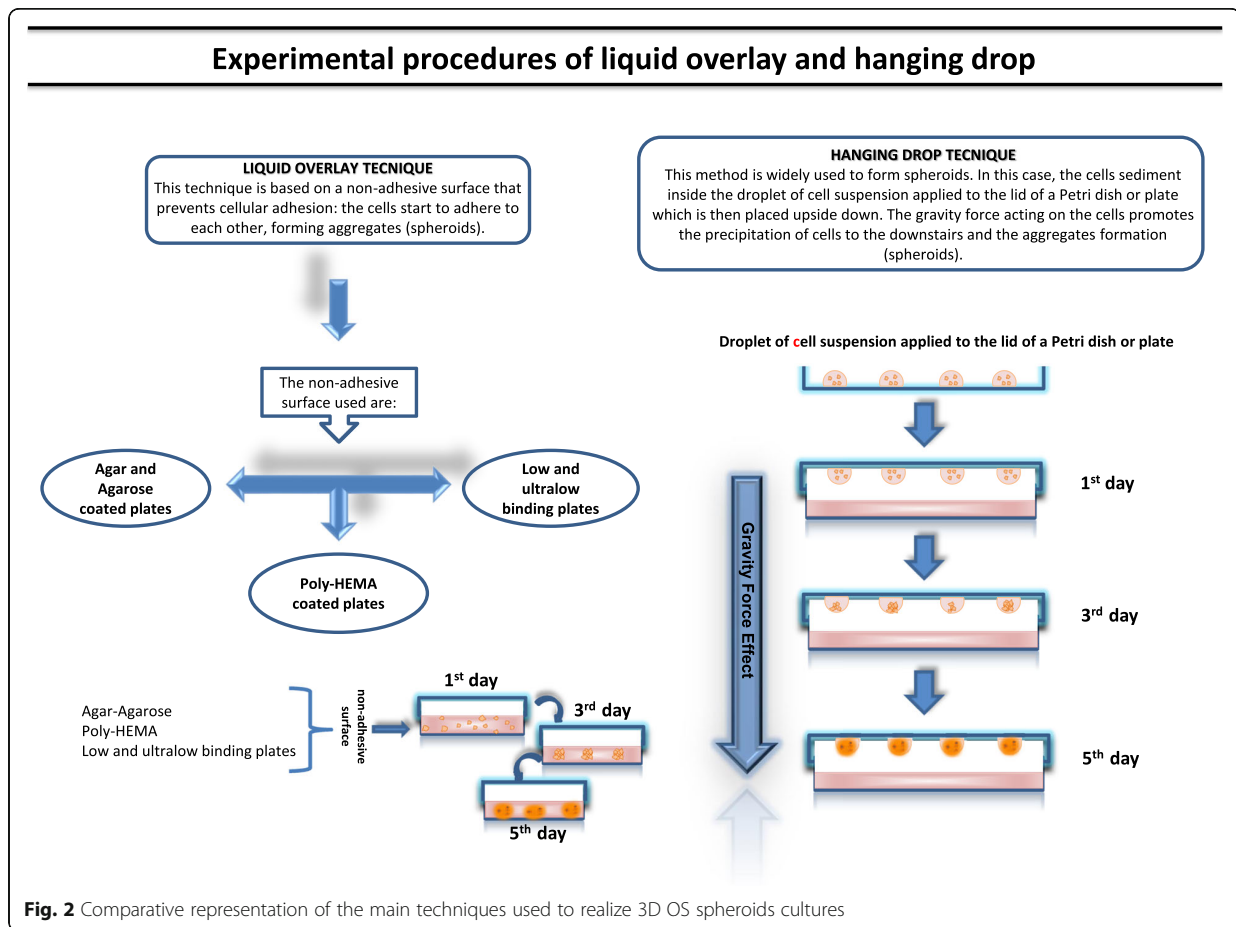 Experimental procedures of liquid overlay and hanging drop
LIQUID OVERLAY TECNIQUE
This technique is based on a non-adhesive surface that
prevents cellular adhesion: the cells start to adhere to
each other, forming aggregates (spheroids).
The non-adhesive
surface used are:
Agar and
Agarose
coated plates
Low and
ultralow
binding plates
Poly-HEMA
coated plates
Agar-Agarose
Poly-HEMA
Low and ultralow binding plates
non-adhesive
surface
1st day
3rd day
5th day
HANGING DROP TECNIQUE
This method is widely used to form spheroids. In this case, the cells sediment
inside the droplet of cell suspension applied to the lid of a Petri dish or plate
which is then placed upside down. The gravity force acting on the cells promotes
the precipitation of cells to the downstairs and the aggregates formation
(spheroids).
Droplet of cell suspension applied to the lid of a Petri dish or plate
Gravity Force Effect
1st day
3rd day
5th day
Fig. 2 Comparative representation of the main techniques used to realize 3D OS spheroids cultures